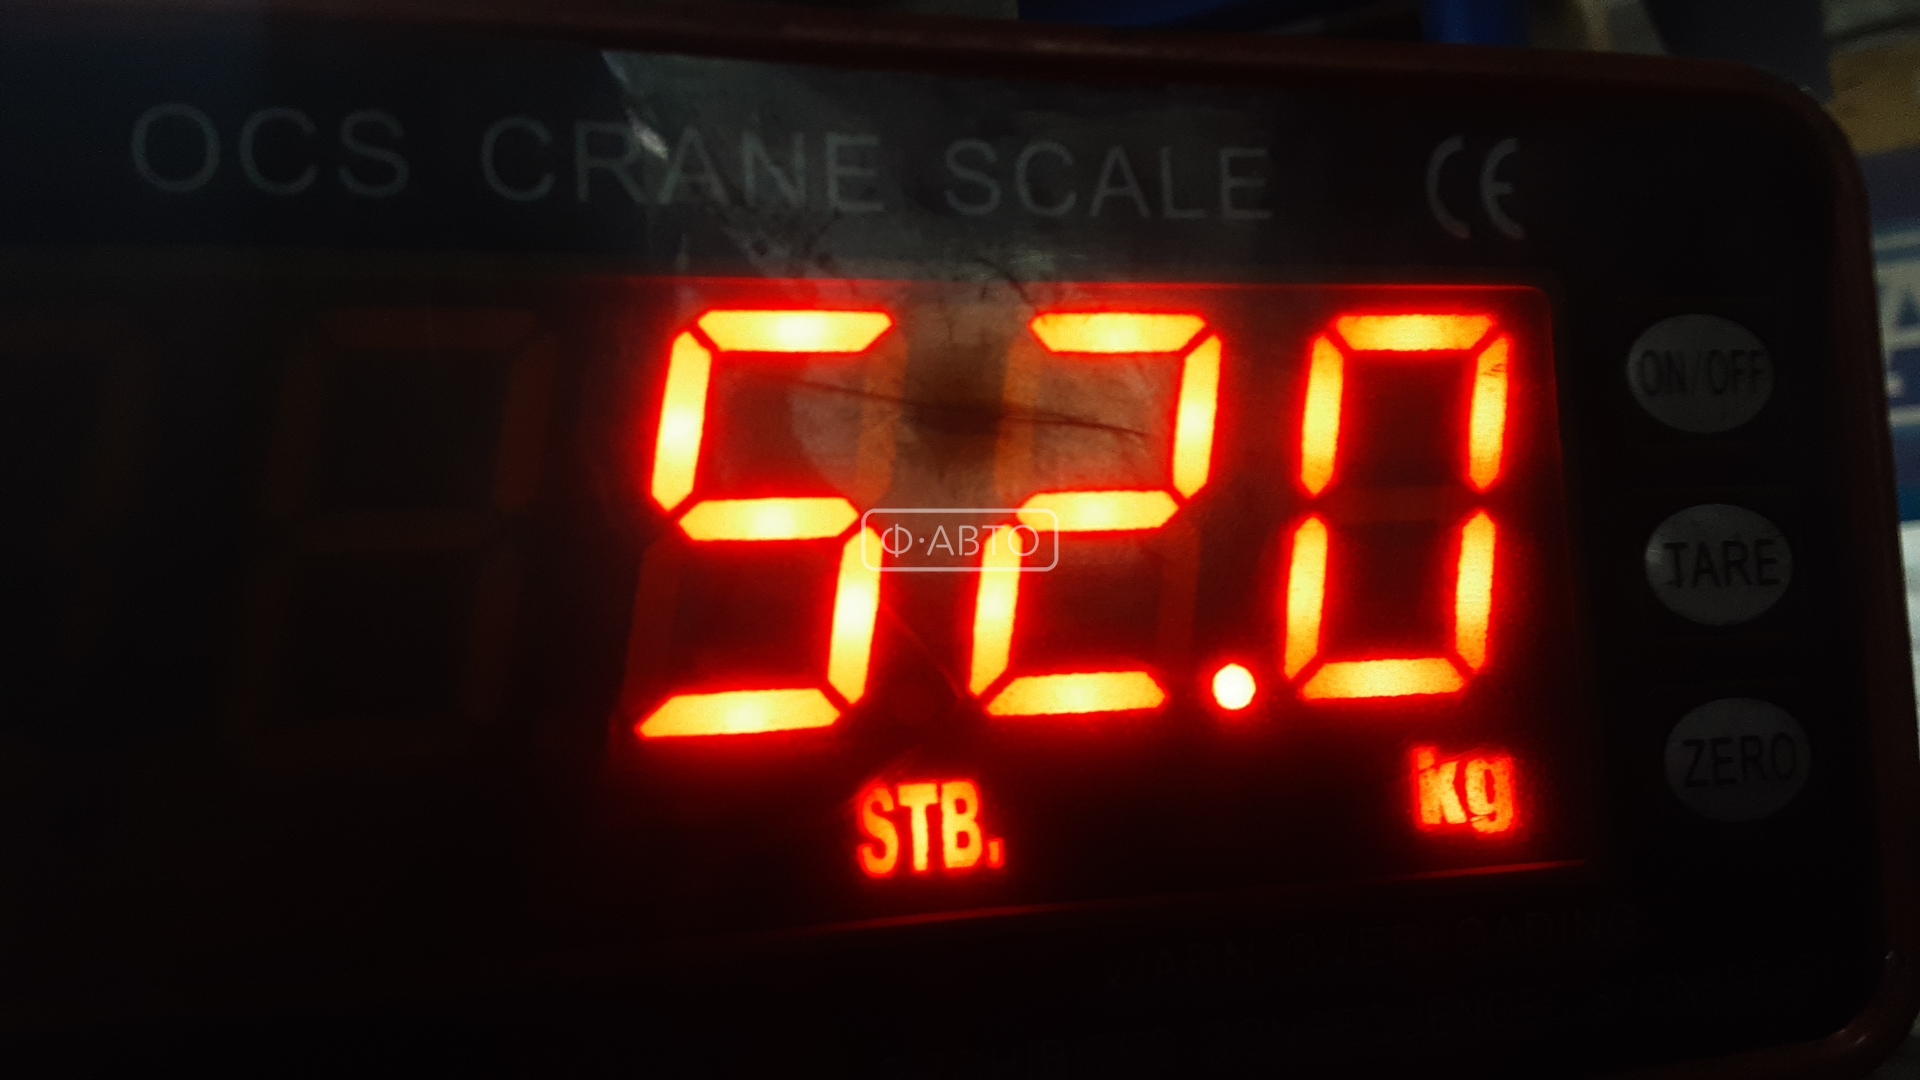 OCS CRANE SCALE CE
ON/OFF
52.0
Ф·АВТО
TARE
ZERO
kg
STB.